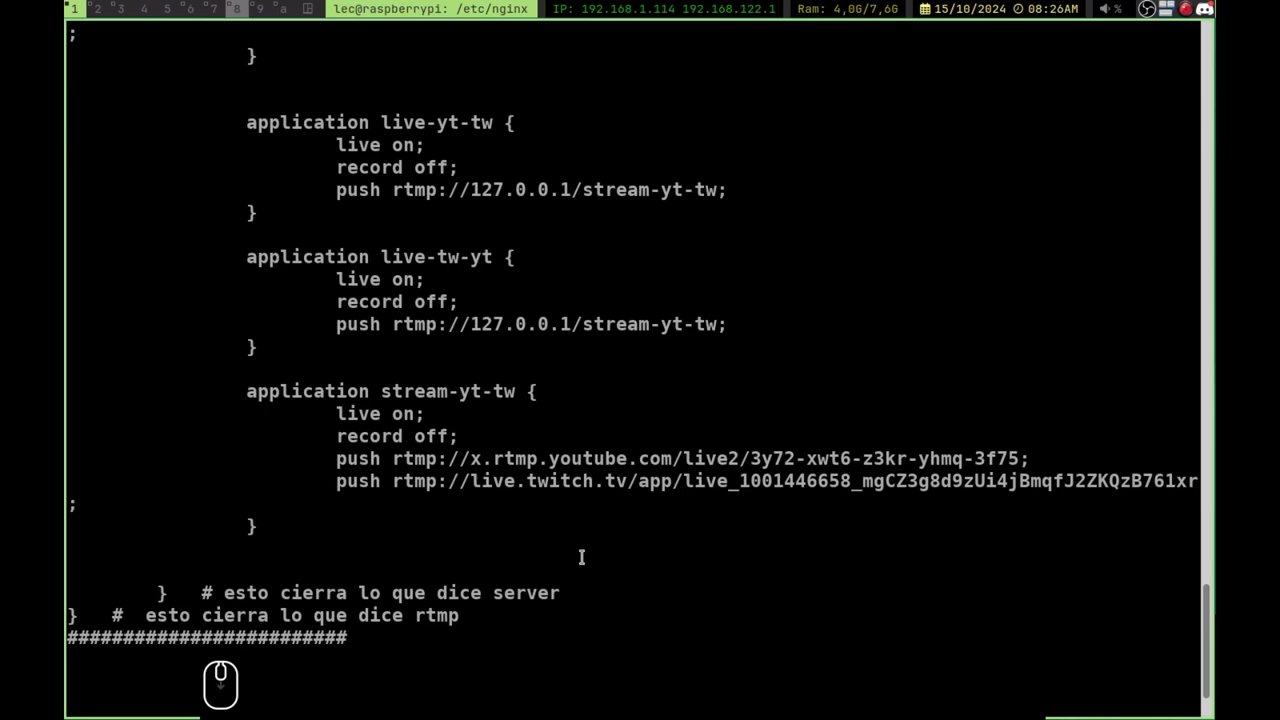 1 2 3 4 5 6 7 8 9 a lec@raspberrypi: /etc/nginx IP: 192.168.1.114 192.168.122.1 Ram: 4,0G/7,6G 15/10/2024 08:26AM %
;
}
application live-yt-tw {
live on;
record off;
push rtmp://127.0.0.1/stream-yt-tw;
}
application live-tw-yt {
live on;
record off;
push rtmp://127.0.0.1/stream-yt-tw;
}
application stream-yt-tw {
live on;
record off;
push rtmp://x.rtmp.youtube.com/live2/3y72-xwt6-z3kr-yhmq-3f75;
push rtmp://live.twitch.tv/app/live_1001446658_mgCZ3g8d9zUi4jBmqfJ2ZKQzB761xr
;
}
} # esto cierra lo que dice server
} # esto cierra lo que dice rtmp
#########################